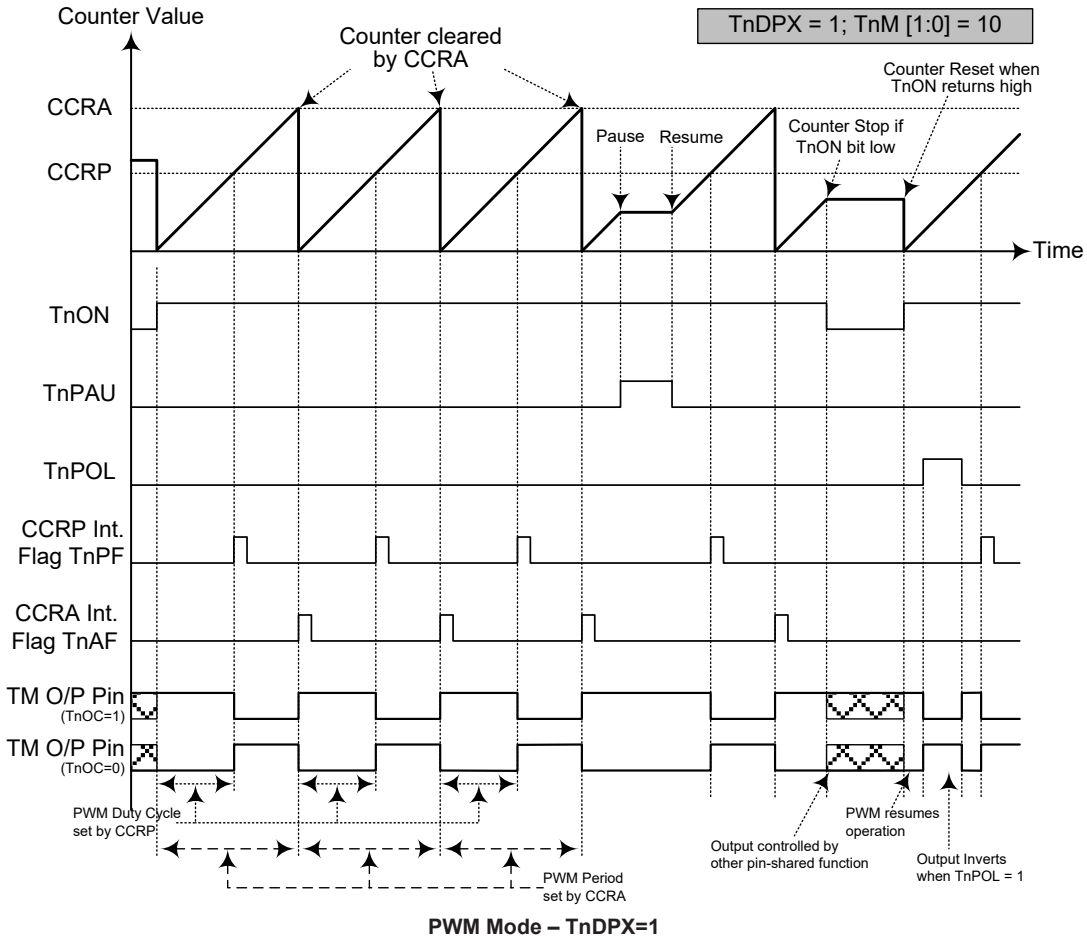 Counter Value
TnDPX = 1; TnM [1:0] = 10
Counter cleared
by CCRA
Counter Reset when
TnON returns high
CCRA
Pause
Resume
Counter Stop if
TnON bit low
CCRP
Time
TnON
TnPAU
TnPOL
CCRP Int.
Flag TnPF
CCRA Int.
Flag TnAF
TM O/P Pin
(TnOC=1)
TM O/P Pin
(TnOC=0)
PWM Duty Cycle
set by CCRP
Output controlled by
other pin-shared function
PWM resumes
operation
Output Inverts
when TnPOL = 1
PWM Period
set by CCRA
PWM Mode – TnDPX=1